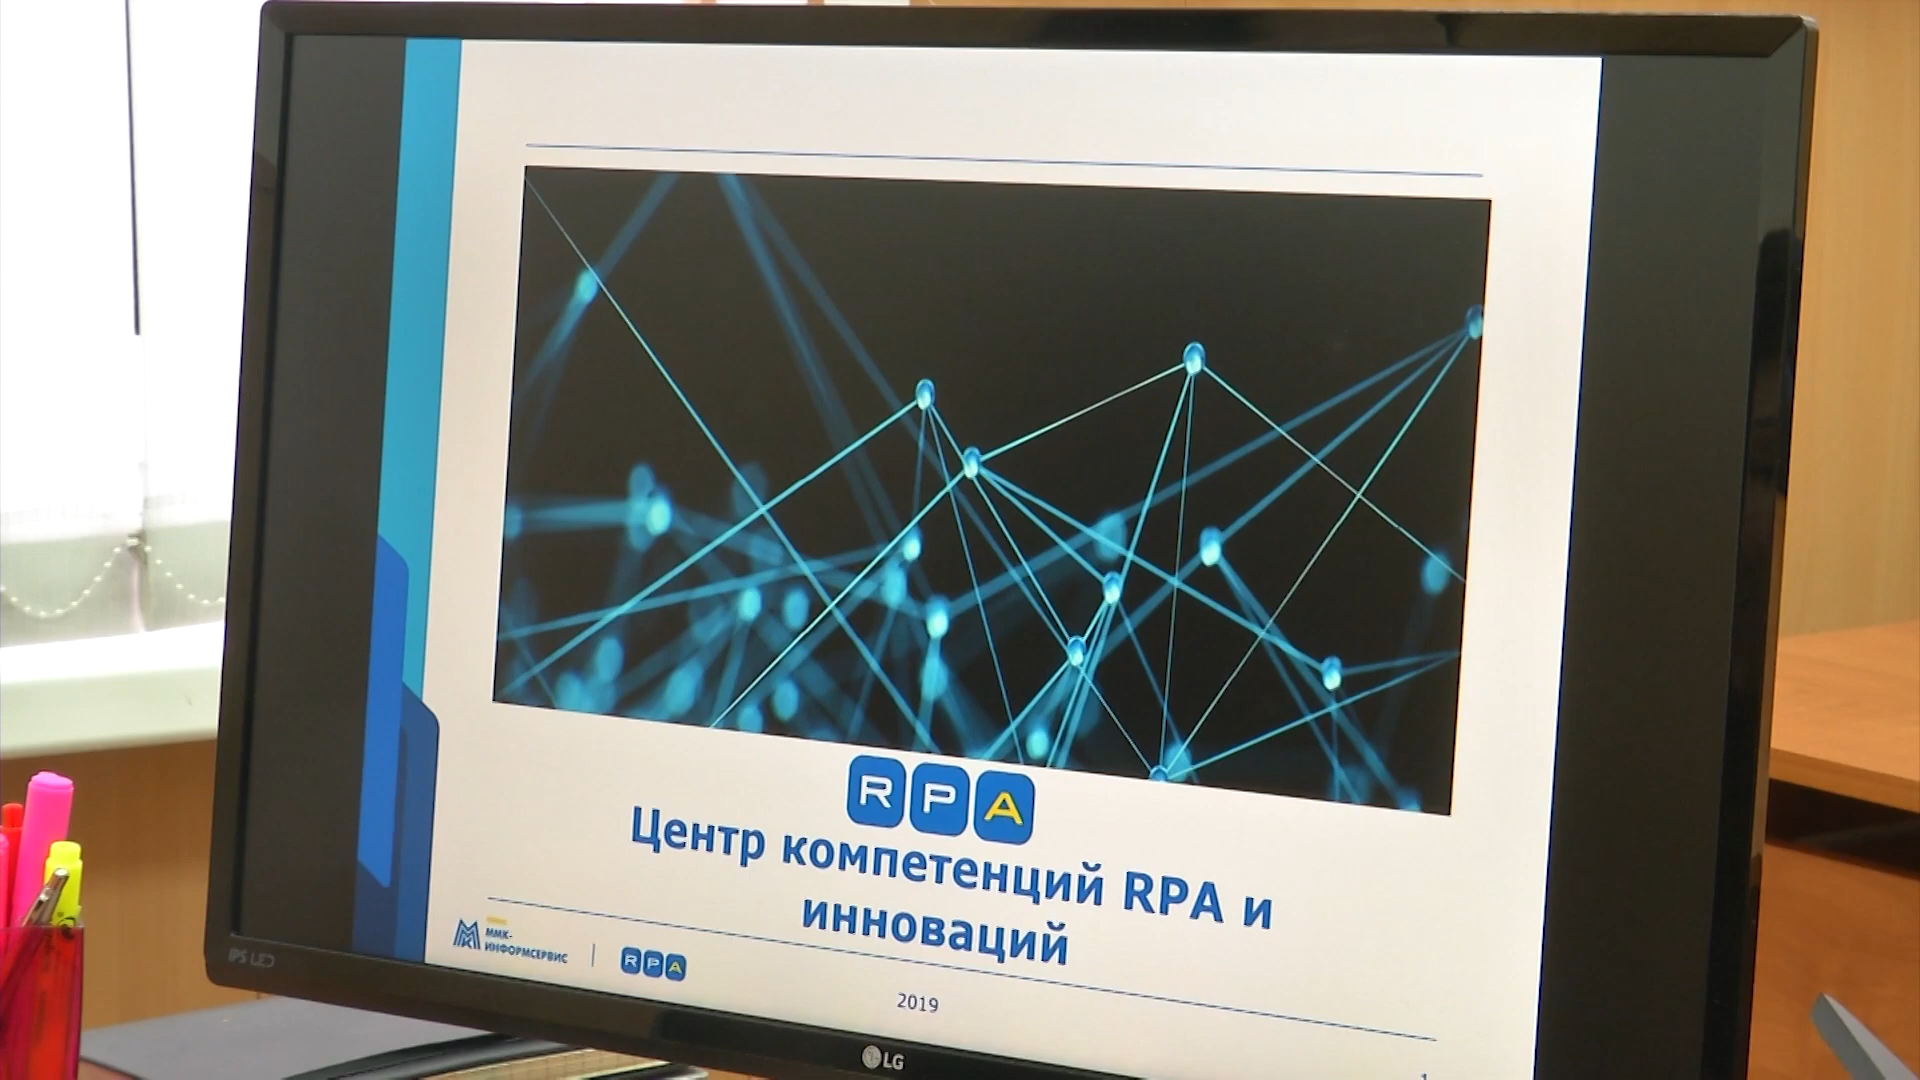 RPA
Центр компетенций RPA и
инноваций
ММК-
ИНФОРМСЕРВИС
RPA
2019
IPS LED
LG